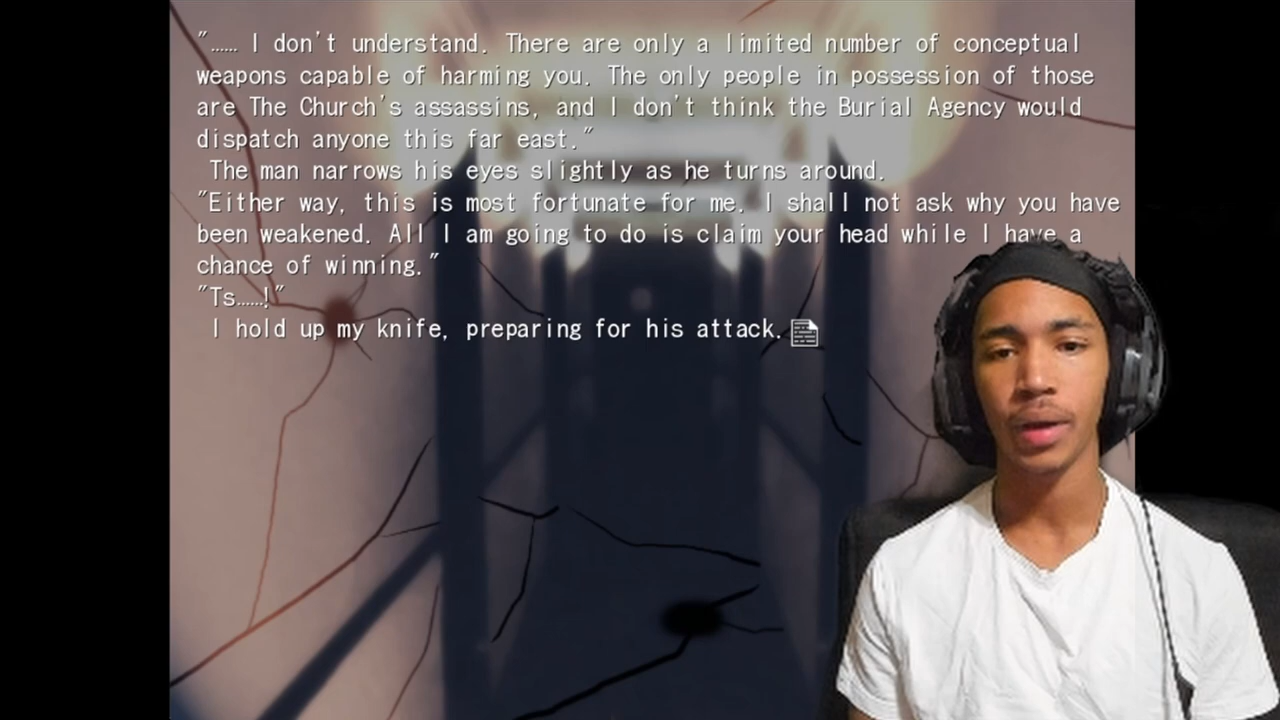 "…… I don't understand. There are only a limited number of conceptual
weapons capable of harming you. The only people in possession of those
are The Church's assassins, and I don't think the Burial Agency would
dispatch anyone this far east."
The man narrows his eyes slightly as he turns around.
"Either way, this is most fortunate for me. I shall not ask why you have
been weakened. All I am going to do is claim your head while I have a
chance of winning."
"Ts……!"
I hold up my knife, preparing for his attack.